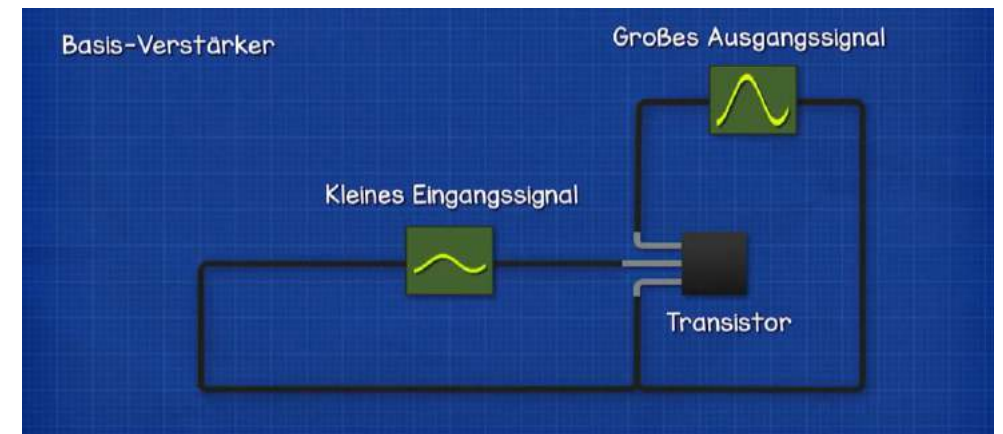 Basis-Verstärker
Großes Ausgangssignal
Kleines Eingangssignal
Transistor